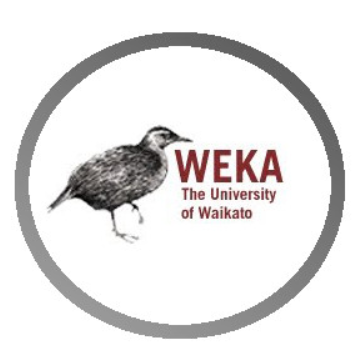 WEKA
The University
of Waikato